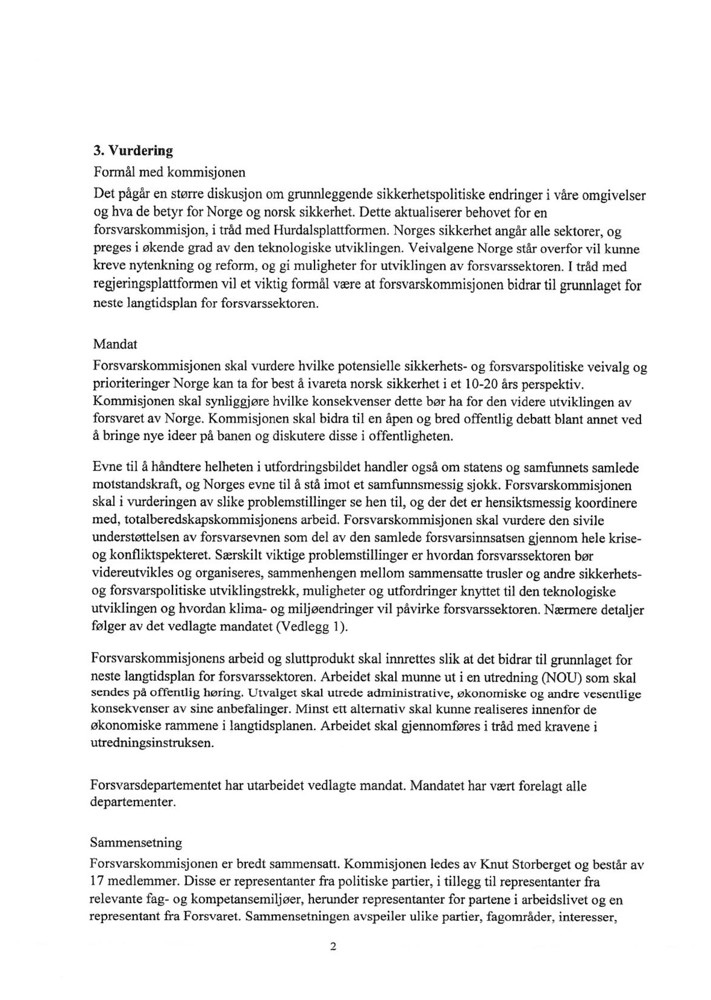 3. Vurdering
Formål med kommisjonen
Det pågår en større diskusjon om grunnleggende sikkerhetspolitiske endringer i våre omgivelser
og hva de betyr for Norge og norsk sikkerhet. Dette aktualiserer behovet for en
forsvarskommisjon, i tråd med Hurdalsplattformen. Norges sikkerhet angår alle sektorer, og
preges i økende grad av den teknologiske utviklingen. Veivalgene Norge står overfor vil kunne
kreve nytenkning og reform, og gi muligheter for utviklingen av forsvarssektoren. I tråd med
regjeringsplattformen vil et viktig formål være at forsvarskommisjonen bidrar til grunnlaget for
neste langtidsplan for forsvarssektoren.
Mandat
Forsvarskommisjonen skal vurdere hvilke potensielle sikkerhets- og forsvarspolitiske veivalg og
prioriteringer Norge kan ta for best å ivareta norsk sikkerhet i et 10-20 års perspektiv.
Kommisjonen skal synliggjøre hvilke konsekvenser dette bør ha for den videre utviklingen av
forsvaret av Norge. Kommisjonen skal bidra til en åpen og bred offentlig debatt blant annet ved
å bringe nye ideer på banen og diskutere disse i offentligheten.
Evne til å håndtere helheten i utfordringsbildet handler også om statens og samfunnets samlede
motstandskraft, og Norges evne til å stå imot et samfunnsmessig sjokk. Forsvarskommisjonen
skal i vurderingen av slike problemstillinger se hen til, og der det er hensiktsmessig koordinere
med, totalberedskapskommisjonens arbeid. Forsvarskommisjonen skal vurdere den sivile
understøttelsen av forsvarsevnen som del av den samlede forsvarsinnsatsen gjennom hele krise-
og konfliktspekteret. Særskilt viktige problemstillinger er hvordan forsvarssektoren bør
videreutvikles og organiseres, sammenhengen mellom sammensatte trusler og andre sikkerhets-
og forsvarspolitiske utviklingstrekk, muligheter og utfordringer knyttet til den teknologiske
utviklingen og hvordan klima- og miljøendringer vil påvirke forsvarssektoren. Nærmere detaljer
følger av det vedlagte mandatet (Vedlegg 1).
Forsvarskommisjonens arbeid og sluttprodukt skal innrettes slik at det bidrar til grunnlaget for
neste langtidsplan for forsvarssektoren. Arbeidet skal munne ut i en utredning (NOU) som skal
sendes på offentlig høring. Utvalget skal utrede administrative, økonomiske og andre vesentlige
konsekvenser av sine anbefalinger. Minst ett alternativ skal kunne realiseres innenfor de
økonomiske rammene i langtidsplanen. Arbeidet skal gjennomføres i tråd med kravene i
utredningsinstruksen.
Forsvarsdepartementet har utarbeidet vedlagte mandat. Mandatet har vært forelagt alle
departementer.
Sammensetning
Forsvarskommisjonen er bredt sammensatt. Kommisjonen ledes av Knut Storberget og består av
17 medlemmer. Disse er representanter fra politiske partier, i tillegg til representanter fra
relevante fag- og kompetansemiljøer, herunder representanter for partene i arbeidslivet og en
representant fra Forsvaret. Sammensetningen avspeiler ulike partier, fagområder, interesser,
2